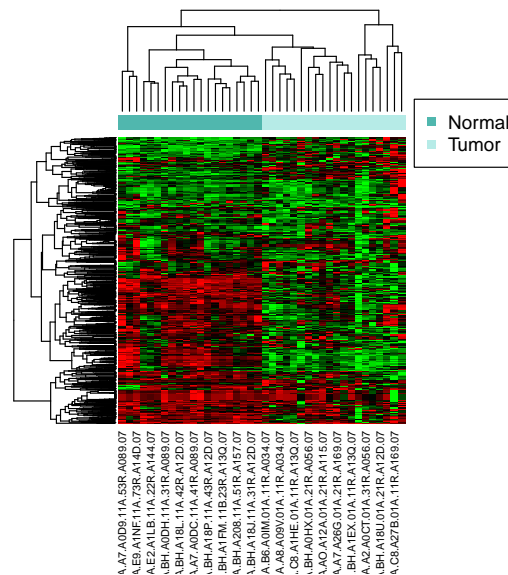 Normal
Tumor
A.A7.A0D9.11A.53R.A089.07
A.E9.A1NF.11A.73R.A14D.07
A.E2.A1LB.11A.22R.A144.07
A.BH.A0DH.11A.31R.A089.07
A.BH.A18L.11A.42R.A12D.07
A.A7.A0DC.11A.41R.A089.07
A.BH.A18P.11A.43R.A12D.07
A.BH.A1FM.11B.23R.A13Q.07
A.BH.A208.11A.51R.A157.07
A.BH.A18J.11A.31R.A12D.07
A.B6.A0IM.01A.11R.A034.07
A.A8.A09V.01A.11R.A034.07
A.C8.A1HE.01A.11R.A13Q.07
A.BH.A0HX.01A.21R.A056.07
A.AO.A12A.01A.21R.A115.07
A.A7.A26G.01A.21R.A169.07
A.BH.A1EX.01A.11R.A13Q.07
A.A2.A0CT.01A.31R.A056.07
A.BH.A18U.01A.21R.A12D.07
A.C8.A27B.01A.11R.A169.07